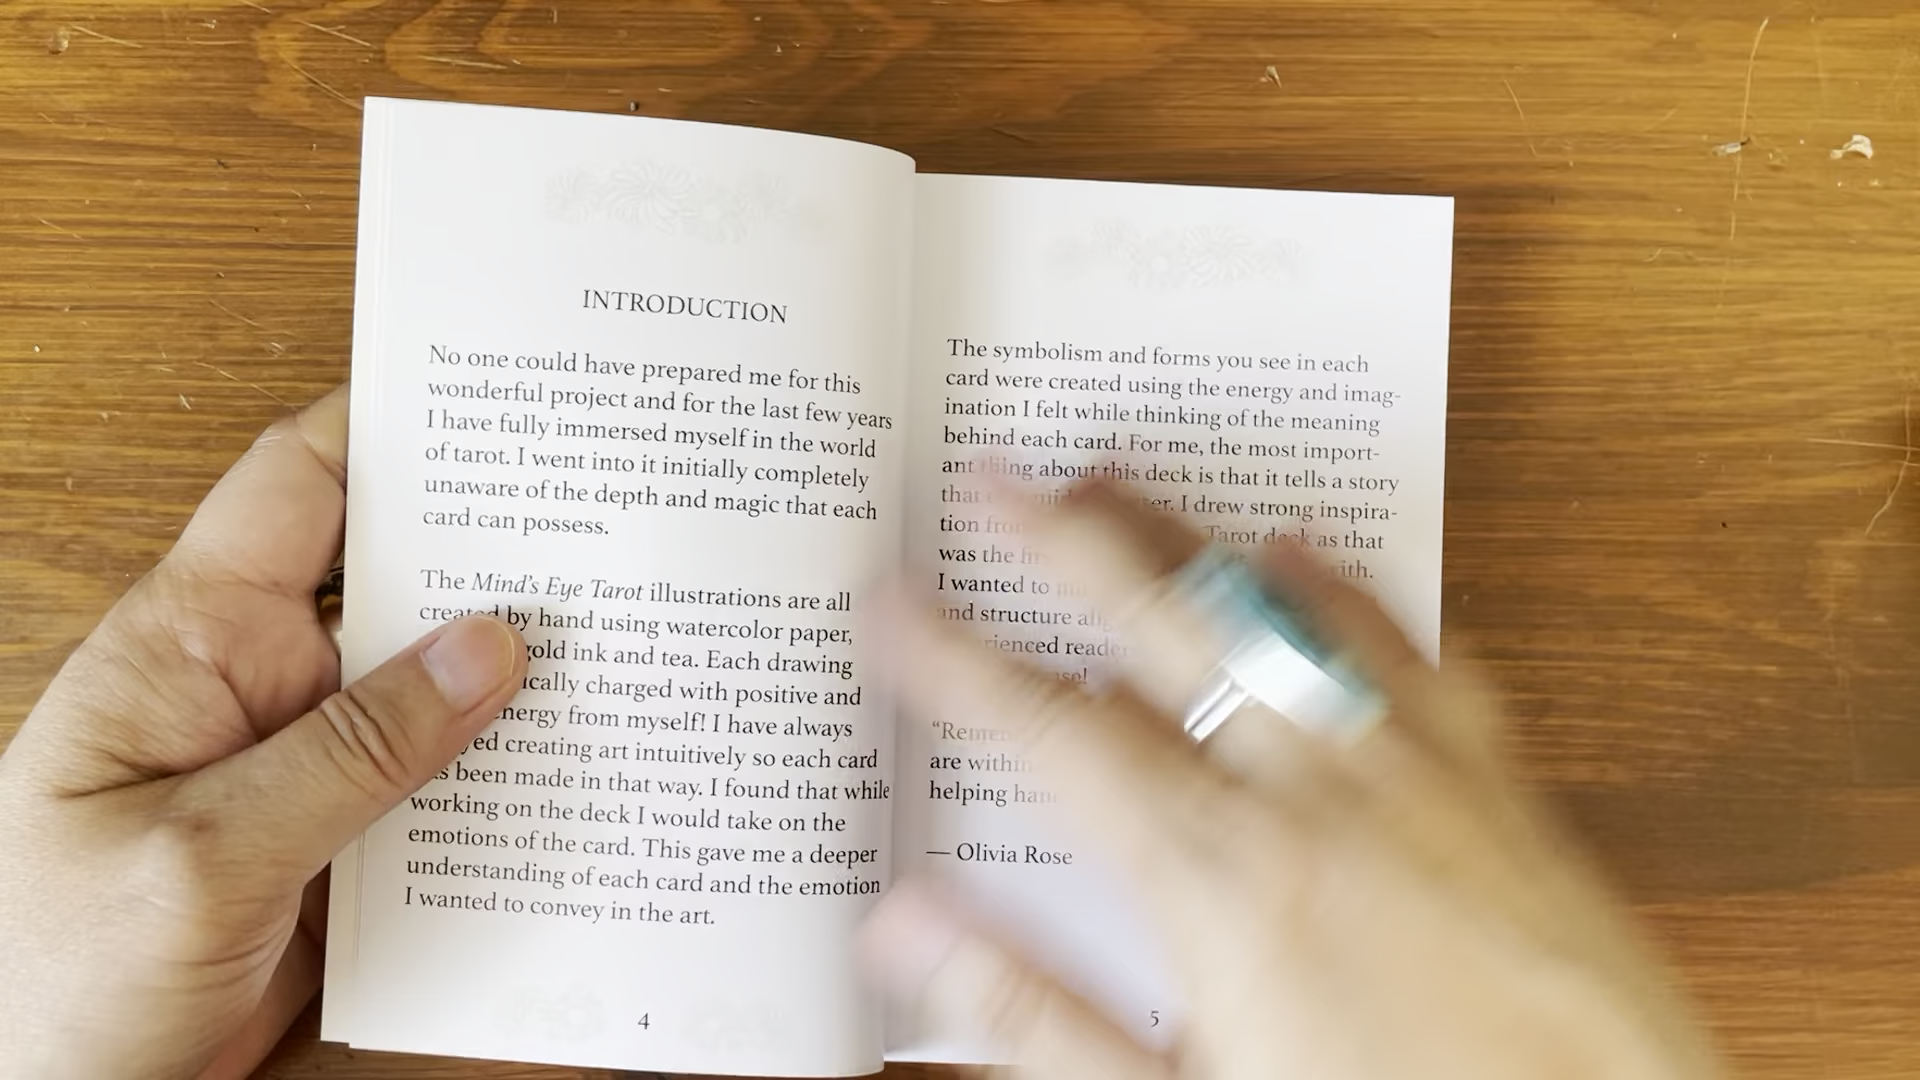 INTRODUCTION
No one could have prepared me for this
wonderful project and for the last few years
I have fully immersed myself in the world
of tarot. I went into it initially completely
unaware of the depth and magic that each
card can possess.
The Mind's Eye Tarot illustrations are all
created by hand using watercolor paper,
gold ink and tea. Each drawing
charged with positive and
energy from myself! I have always
creating art intuitively so each card
been made in that way. I found that while
working on the deck I would take on the
emotions of the card. This gave me a deeper
understanding of each card and the emotion
I wanted to convey in the art.
4
The symbolism and forms you see in each
card were created using the energy and imag-
ination I felt while thinking of the meaning
behind each card. For me, the most import-
ant thing about this deck is that it tells a story
that I drew strong inspira-
tion from Tarot deck as that
was the
I wanted to
and structure
are within
helping
— Olivia Rose
5